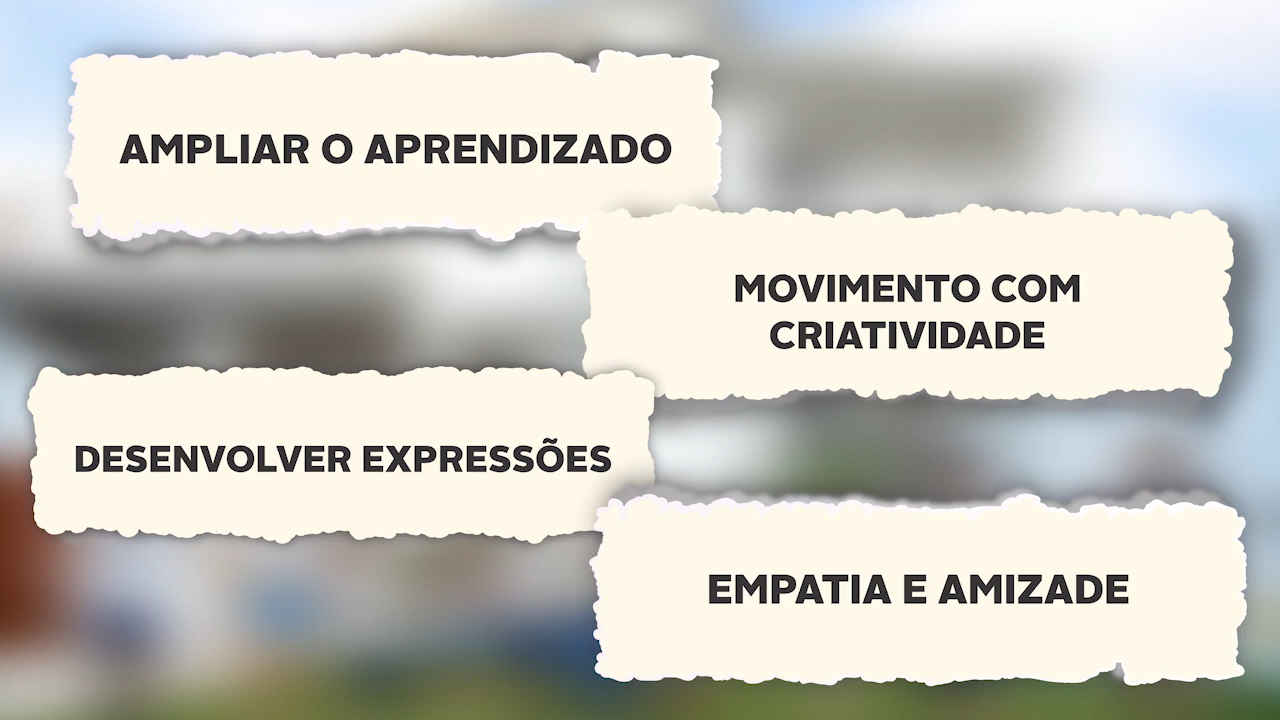 AMPLIAR O APRENDIZADO
MOVIMENTO COM
CRIATIVIDADE
DESENVOLVER EXPRESSÕES
EMPATIA E AMIZADE